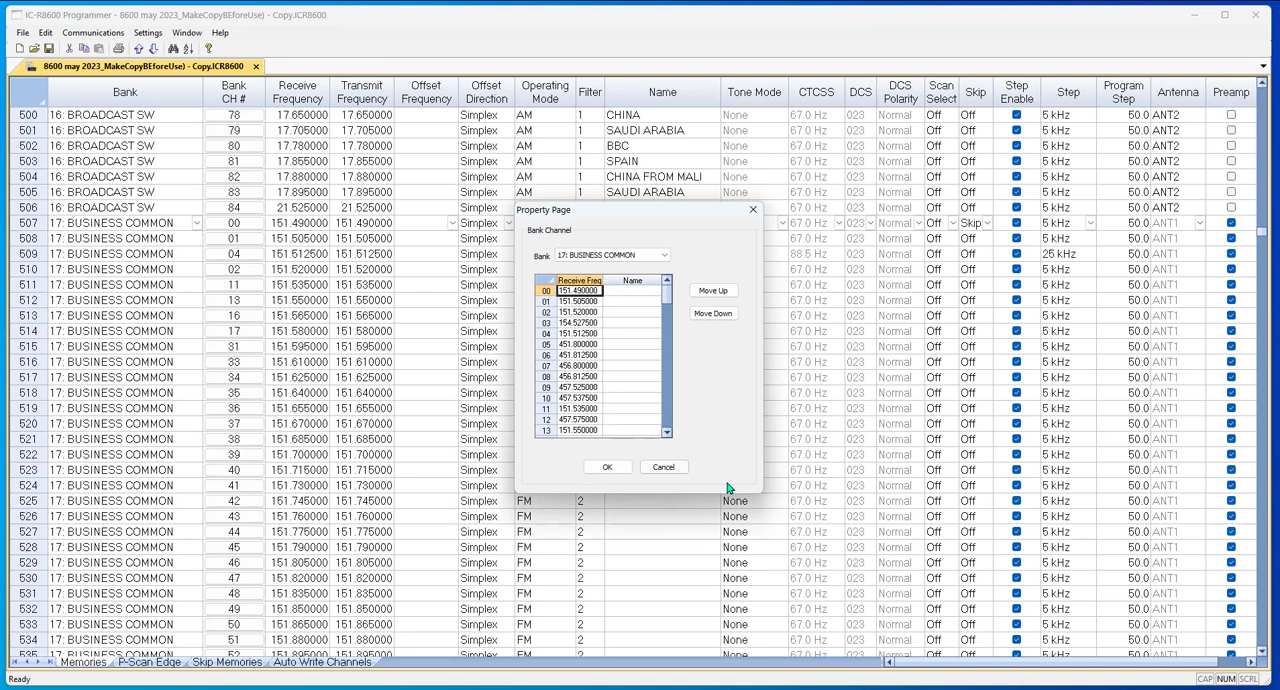 IC-R8600 Programmer - 8600 may 2023_MakeCopyBEforeUse) - Copy.ICR8600
File Edit Communications Settings Window Help
8600 may 2023_MakeCopyBEforeUse) - Copy.ICR8600
Bank Bank CH # Receive Frequency Transmit Frequency Offset Frequency Offset Direction Operating Mode Filter Name Tone Mode CTCSS DCS DCS Polarity Scan Select Skip Step Enable Step Program Step Antenna Preamp
500 16: BROADCAST SW 78 17.650000 17.650000 Simplex AM 1 CHINA None 67.0 Hz 023 Normal Off Off 5 kHz 50.0 ANT2
501 16: BROADCAST SW 79 17.705000 17.705000 Simplex AM 1 SAUDI ARABIA None 67.0 Hz 023 Normal Off Off 5 kHz 50.0 ANT2
502 16: BROADCAST SW 80 17.780000 17.780000 Simplex AM 1 BBC None 67.0 Hz 023 Normal Off Off 5 kHz 50.0 ANT2
503 16: BROADCAST SW 81 17.855000 17.855000 Simplex AM 1 SPAIN None 67.0 Hz 023 Normal Off Off 5 kHz 50.0 ANT2
504 16: BROADCAST SW 82 17.880000 17.880000 Simplex AM 1 CHINA FROM MALI None 67.0 Hz 023 Normal Off Off 5 kHz 50.0 ANT2
505 16: BROADCAST SW 83 17.895000 17.895000 Simplex AM 1 SAUDI ARABIA None 67.0 Hz 023 Normal Off Off 5 kHz 50.0 ANT2
506 16: BROADCAST SW 84 21.525000 21.525000 Simplex 67.0 Hz 023 Normal Off Off 5 kHz 50.0 ANT2
507 17: BUSINESS COMMON 00 151.490000 151.490000 Simplex 67.0 Hz 023 Normal Off Skip 5 kHz 50.0 ANT1
508 17: BUSINESS COMMON 01 151.505000 151.505000 Simplex 67.0 Hz 023 Normal Off Off 5 kHz 50.0 ANT1
509 17: BUSINESS COMMON 04 151.512500 151.512500 Simplex 88.5 Hz 023 Normal Off Off 25 kHz 50.0 ANT1
510 17: BUSINESS COMMON 02 151.520000 151.520000 Simplex 67.0 Hz 023 Normal Off Off 5 kHz 50.0 ANT1
511 17: BUSINESS COMMON 11 151.535000 151.535000 Simplex 67.0 Hz 023 Normal Off Off 5 kHz 50.0 ANT1
512 17: BUSINESS COMMON 13 151.550000 151.550000 Simplex 67.0 Hz 023 Normal Off Off 5 kHz 50.0 ANT1
513 17: BUSINESS COMMON 16 151.565000 151.565000 Simplex 67.0 Hz 023 Normal Off Off 5 kHz 50.0 ANT1
514 17: BUSINESS COMMON 17 151.580000 151.580000 Simplex 67.0 Hz 023 Normal Off Off 5 kHz 50.0 ANT1
515 17: BUSINESS COMMON 31 151.595000 151.595000 Simplex 67.0 Hz 023 Normal Off Off 5 kHz 50.0 ANT1
516 17: BUSINESS COMMON 33 151.610000 151.610000 Simplex 67.0 Hz 023 Normal Off Off 5 kHz 50.0 ANT1
517 17: BUSINESS COMMON 34 151.625000 151.625000 Simplex 67.0 Hz 023 Normal Off Off 5 kHz 50.0 ANT1
518 17: BUSINESS COMMON 35 151.640000 151.640000 Simplex 67.0 Hz 023 Normal Off Off 5 kHz 50.0 ANT1
519 17: BUSINESS COMMON 36 151.655000 151.655000 Simplex 67.0 Hz 023 Normal Off Off 5 kHz 50.0 ANT1
520 17: BUSINESS COMMON 37 151.670000 151.670000 Simplex 67.0 Hz 023 Normal Off Off 5 kHz 50.0 ANT1
521 17: BUSINESS COMMON 38 151.685000 151.685000 Simplex 67.0 Hz 023 Normal Off Off 5 kHz 50.0 ANT1
522 17: BUSINESS COMMON 39 151.700000 151.700000 Simplex 67.0 Hz 023 Normal Off Off 5 kHz 50.0 ANT1
523 17: BUSINESS COMMON 40 151.715000 151.715000 Simplex 67.0 Hz 023 Normal Off Off 5 kHz 50.0 ANT1
524 17: BUSINESS COMMON 41 151.730000 151.730000 Simplex 67.0 Hz 023 Normal Off Off 5 kHz 50.0 ANT1
525 17: BUSINESS COMMON 42 151.745000 151.745000 Simplex FM 2 None 67.0 Hz 023 Normal Off Off 5 kHz 50.0 ANT1
526 17: BUSINESS COMMON 43 151.760000 151.760000 Simplex FM 2 None 67.0 Hz 023 Normal Off Off 5 kHz 50.0 ANT1
527 17: BUSINESS COMMON 44 151.775000 151.775000 Simplex FM 2 None 67.0 Hz 023 Normal Off Off 5 kHz 50.0 ANT1
528 17: BUSINESS COMMON 45 151.790000 151.790000 Simplex FM 2 None 67.0 Hz 023 Normal Off Off 5 kHz 50.0 ANT1
529 17: BUSINESS COMMON 46 151.805000 151.805000 Simplex FM 2 None 67.0 Hz 023 Normal Off Off 5 kHz 50.0 ANT1
530 17: BUSINESS COMMON 47 151.820000 151.820000 Simplex FM 2 None 67.0 Hz 023 Normal Off Off 5 kHz 50.0 ANT1
531 17: BUSINESS COMMON 48 151.835000 151.835000 Simplex FM 2 None 67.0 Hz 023 Normal Off Off 5 kHz 50.0 ANT1
532 17: BUSINESS COMMON 49 151.850000 151.850000 Simplex FM 2 None 67.0 Hz 023 Normal Off Off 5 kHz 50.0 ANT1
533 17: BUSINESS COMMON 50 151.865000 151.865000 Simplex FM 2 None 67.0 Hz 023 Normal Off Off 5 kHz 50.0 ANT1
534 17: BUSINESS COMMON 51 151.880000 151.880000 Simplex FM 2 None 67.0 Hz 023 Normal Off Off 5 kHz 50.0 ANT1
Property Page
Bank Channel
Bank 17: BUSINESS COMMON
Receive Freq Name
00 151.490000
01 151.505000
02 151.520000
03 154.527500
04 151.512500
05 451.800000
06 451.812500
07 456.800000
08 456.812500
09 457.525000
10 457.537500
11 151.535000
12 457.575000
13 151.550000
Move Up
Move Down
OK Cancel
Memories P-Scan Edge Skip Memories Auto Write Channels
Ready CAP NUM SCRL